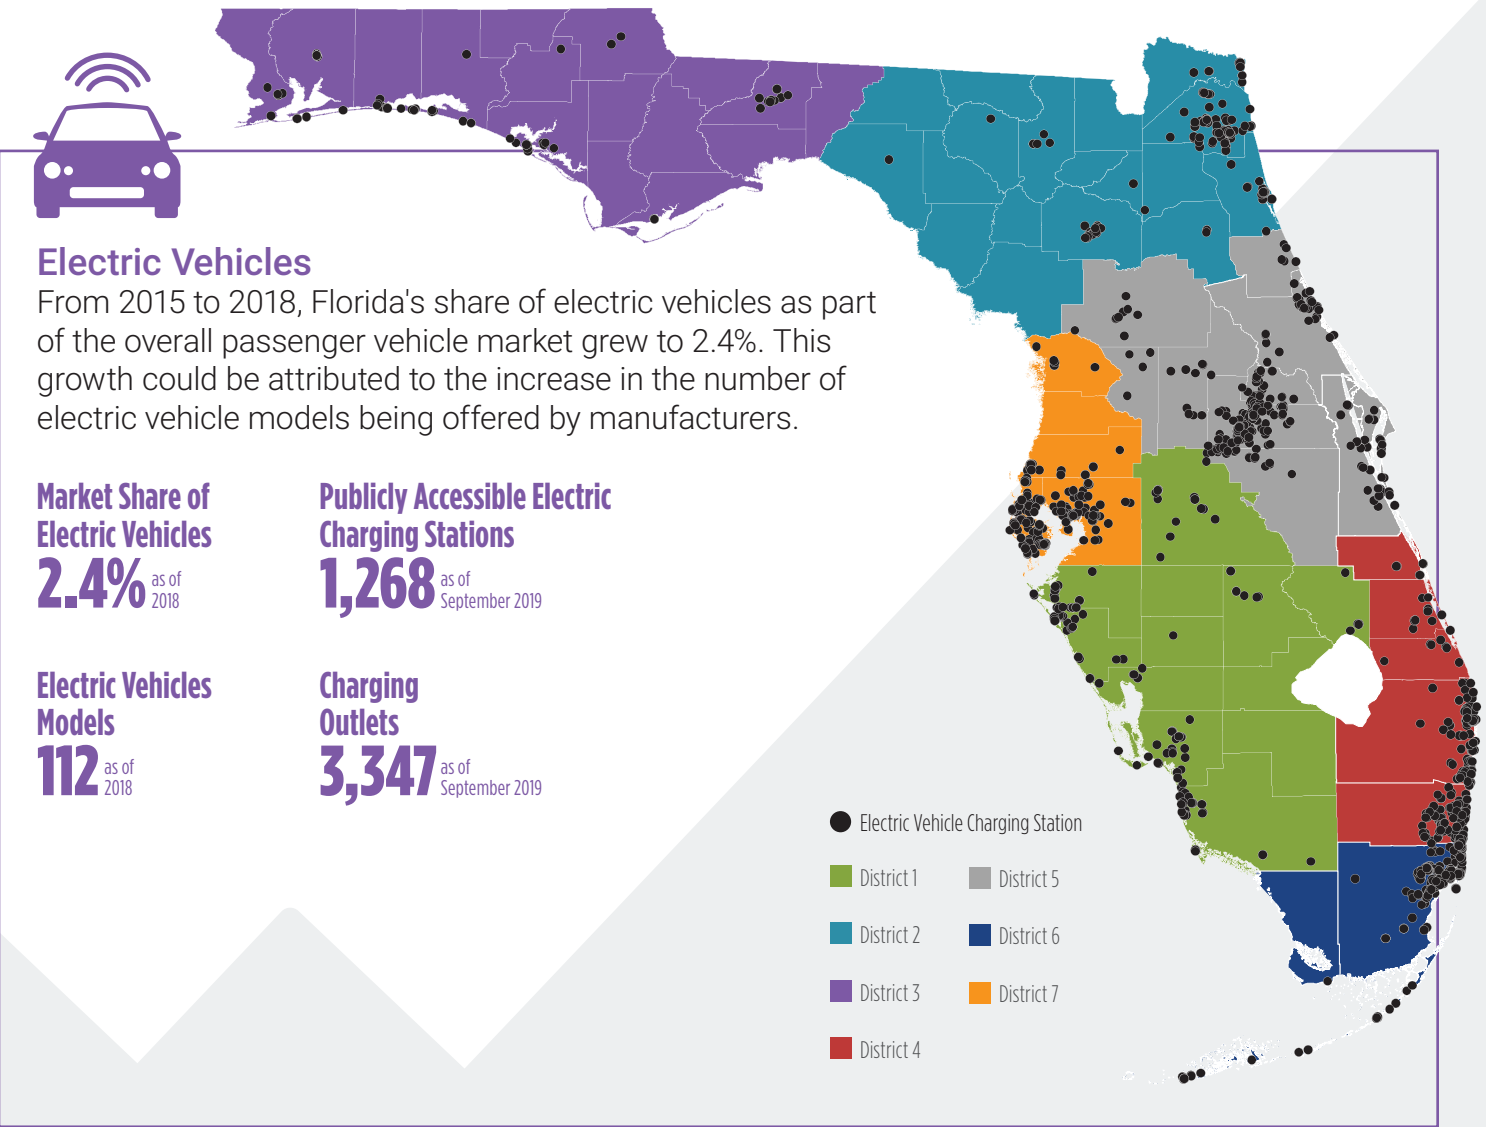 Electric Vehicles
From 2015 to 2018, Florida's share of electric vehicles as part
of the overall passenger vehicle market grew to 2.4%. This
growth could be attributed to the increase in the number of
electric vehicle models being offered by manufacturers.
Market Share of
Electric Vehicles
2.4% as of
2018
Publicly Accessible Electric
Charging Stations
1,268 as of
September 2019
Electric Vehicles
Models
112 as of
2018
Charging
Outlets
3,347 as of
September 2019
Electric Vehicle Charging Station
District 1
District 2
District 3
District 4
District 5
District 6
District 7